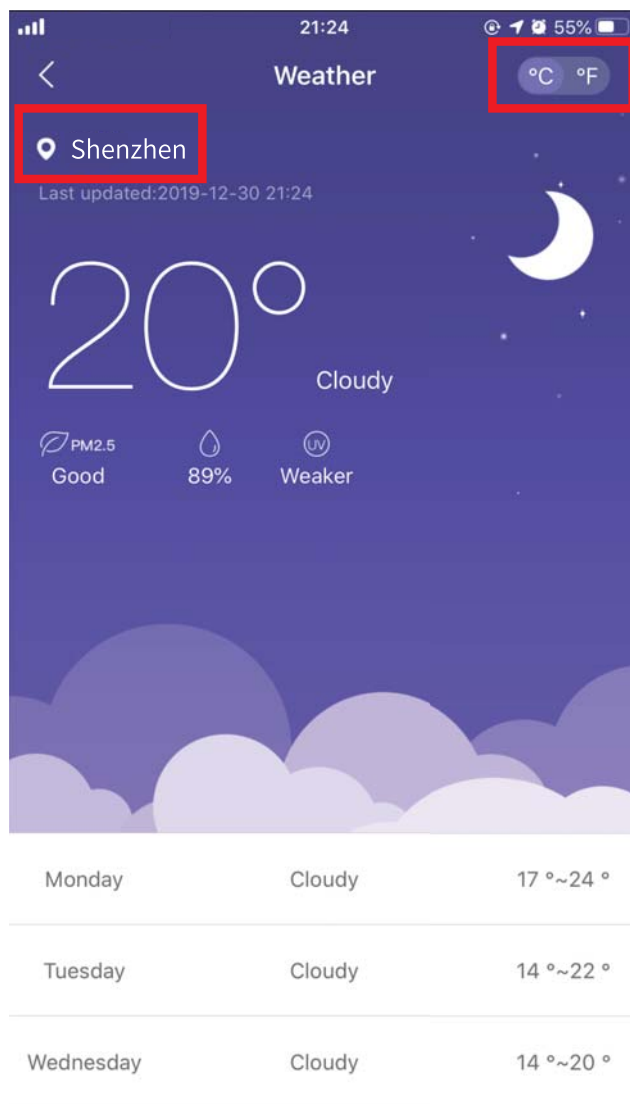 21:24 55%
Weather °C °F
Shenzhen
Last updated:2019-12-30 21:24
20°
Cloudy
PM2.5 UV
Good 89% Weaker
Monday Cloudy 17 °~24 °
Tuesday Cloudy 14 °~22 °
Wednesday Cloudy 14 °~20 °